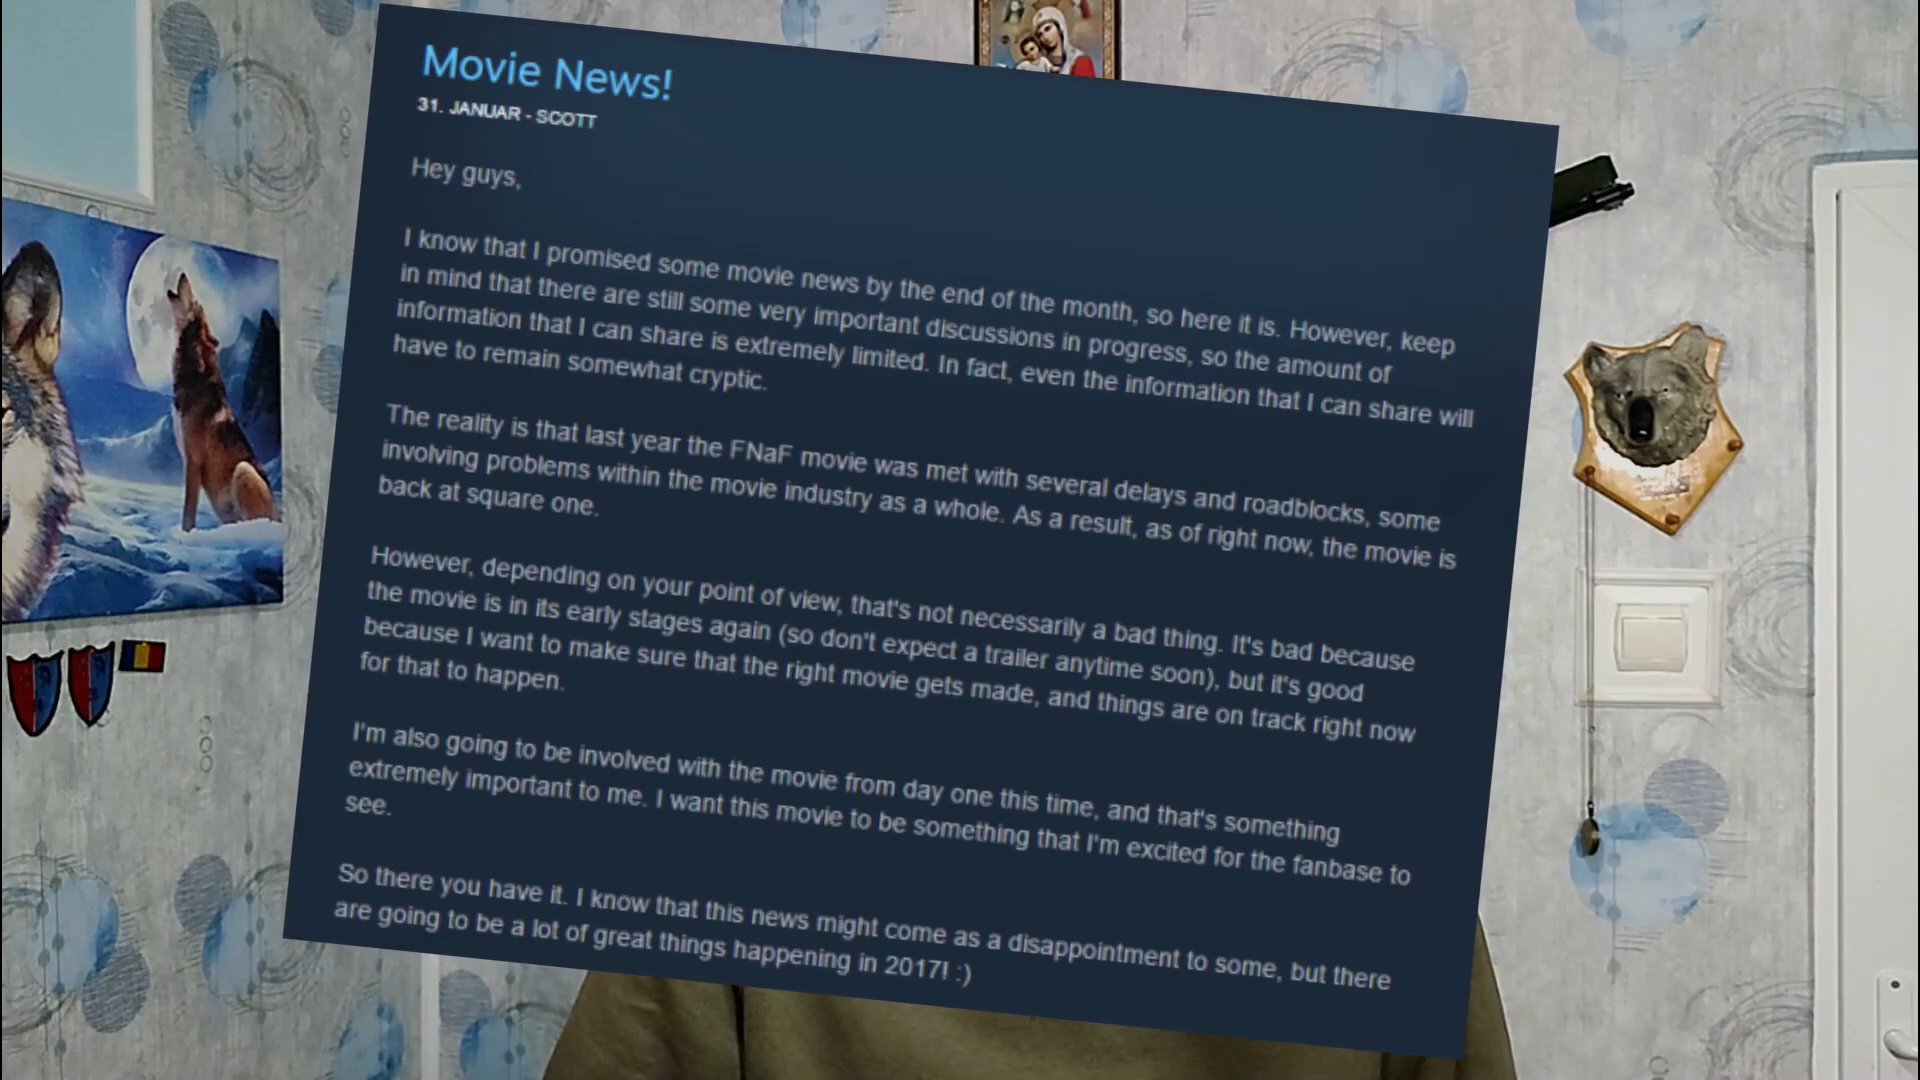 Movie News!
31. JANUAR - SCOTT
Hey guys,
I know that I promised some movie news by the end of the month, so here it is. However, keep
in mind that there are still some very important discussions in progress, so the amount of
information that I can share is extremely limited. In fact, even the information that I can share will
have to remain somewhat cryptic.
The reality is that last year the FNaF movie was met with several delays and roadblocks, some
involving problems within the movie industry as a whole. As a result, as of right now, the movie is
back at square one.
However, depending on your point of view, that's not necessarily a bad thing. It's bad because
the movie is in its early stages again (so don't expect a trailer anytime soon), but it's good
because I want to make sure that the right movie gets made, and things are on track right now
for that to happen.
I'm also going to be involved with the movie from day one this time, and that's something
extremely important to me. I want this movie to be something that I'm excited for the fanbase to
see.
So there you have it. I know that this news might come as a disappointment to some, but there
are going to be a lot of great things happening in 2017! :)